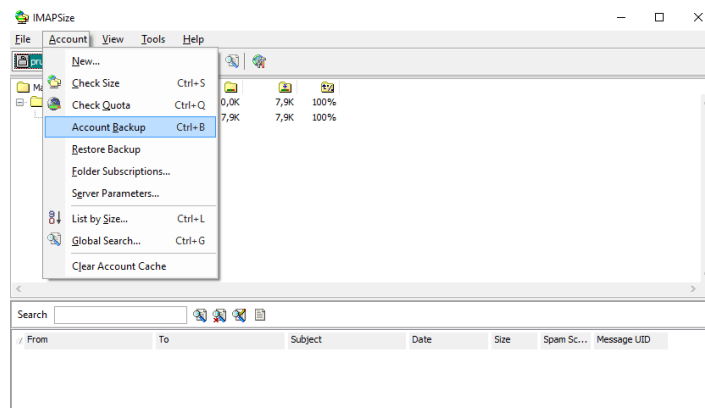 IMAPSize
File Account View Tools Help
New...
Check Size Ctrl+S
0,0K 7,9K 100%
Check Quota Ctrl+Q
7,9K 7,9K 100%
Account Backup Ctrl+B
Restore Backup
Folder Subscriptions...
Server Parameters...
List by Size... Ctrl+L
Global Search... Ctrl+G
Clear Account Cache
Search
From To Subject Date Size Spam Sc... Message UID